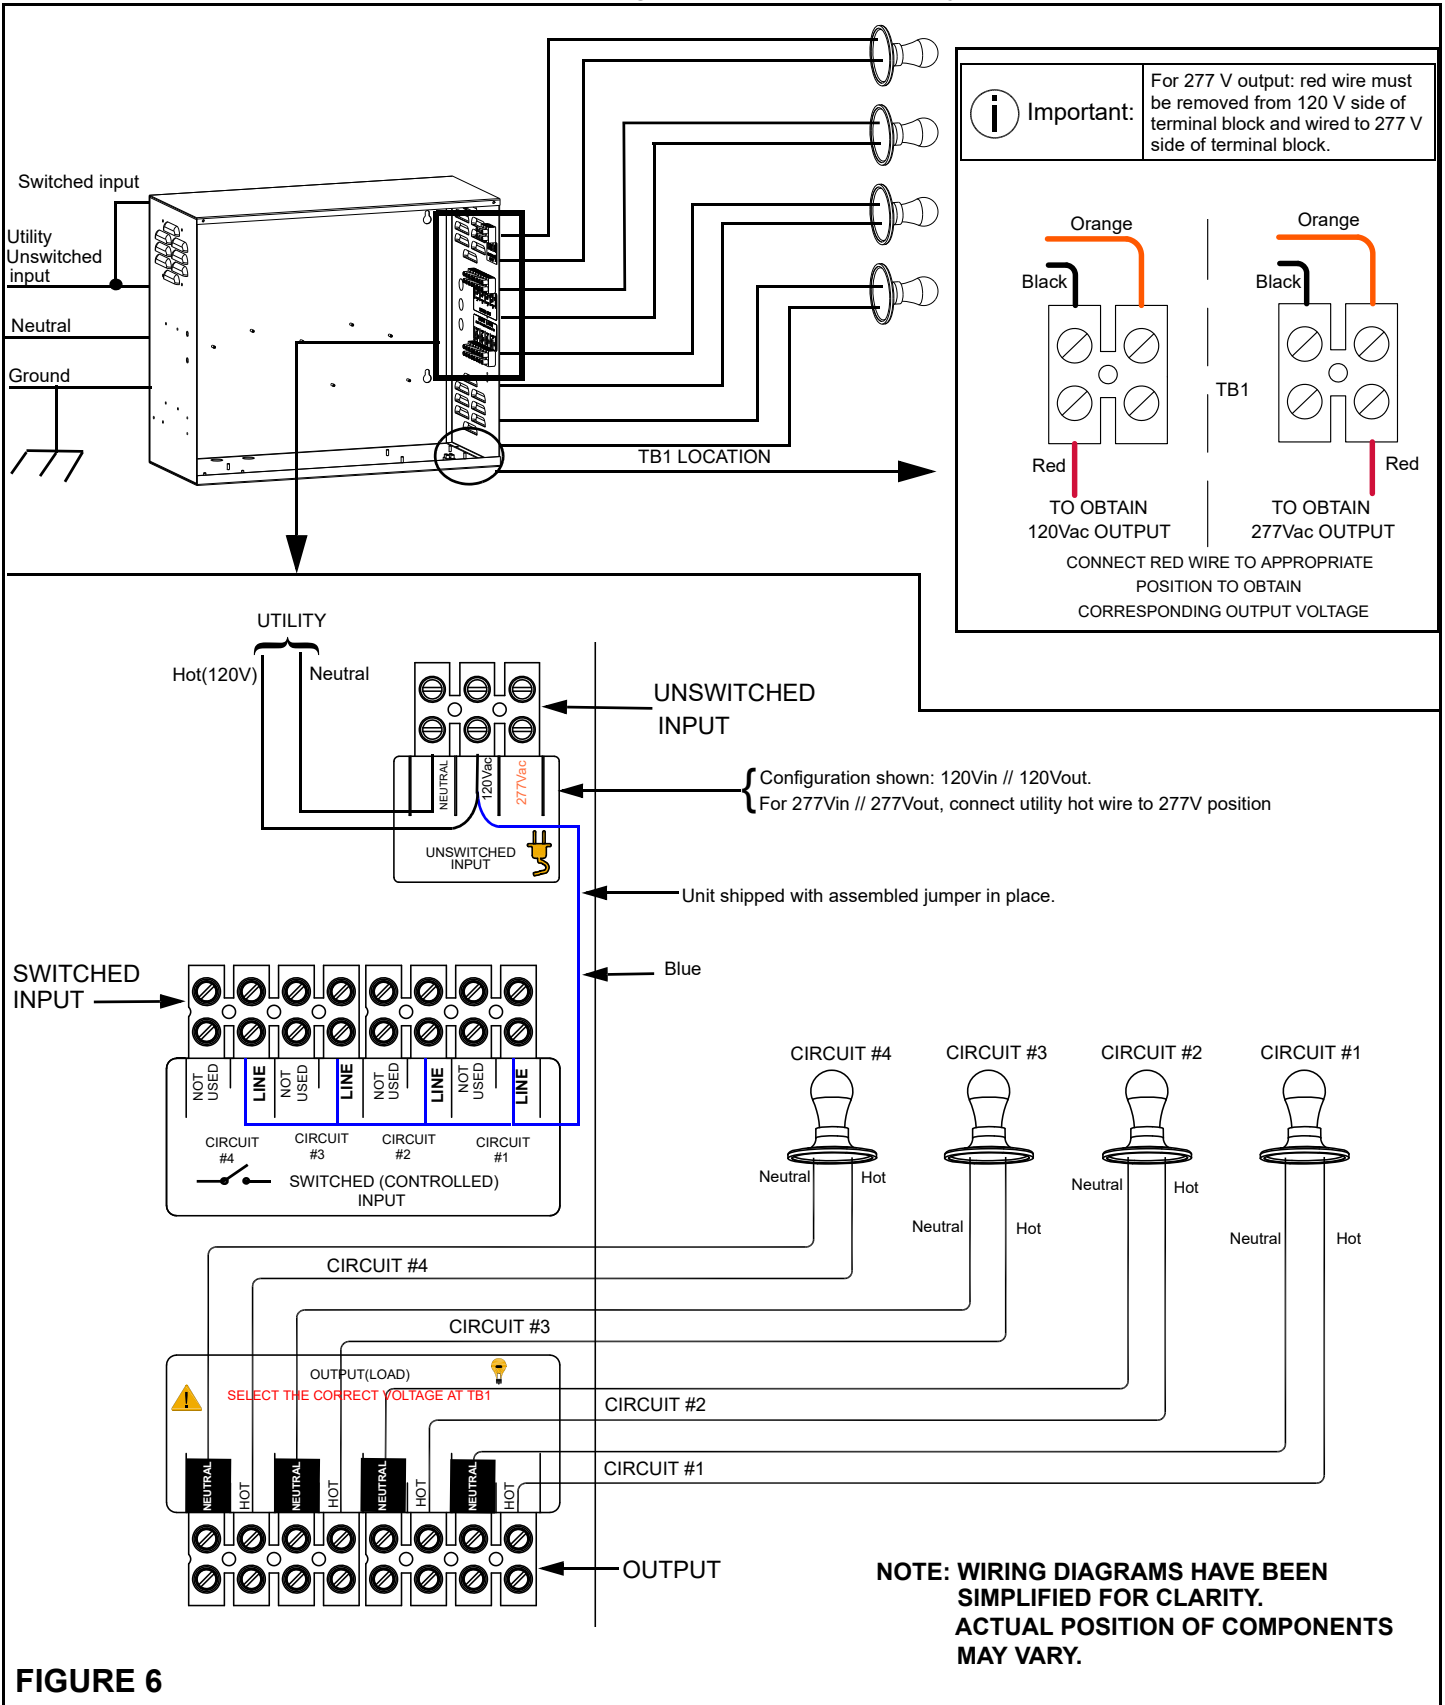 Important:
For 277 V output: red wire must
be removed from 120 V side of
terminal block and wired to 277 V
side of terminal block.
Switched input
Utility
Unswitched
input
Neutral
Ground
TB1 LOCATION
Orange
Black
Red
TO OBTAIN
120Vac OUTPUT
TB1
Orange
Black
Red
TO OBTAIN
277Vac OUTPUT
CONNECT RED WIRE TO APPROPRIATE
POSITION TO OBTAIN
CORRESPONDING OUTPUT VOLTAGE
UTILITY
Hot(120V)
Neutral
UNSWITCHED
INPUT
NEUTRAL
120Vac
277Vac
UNSWITCHED
INPUT
Configuration shown: 120Vin // 120Vout.
For 277Vin // 277Vout, connect utility hot wire to 277V position
Unit shipped with assembled jumper in place.
Blue
SWITCHED
INPUT
NOT
USED
LINE
NOT
USED
LINE
NOT
USED
LINE
NOT
USED
LINE
CIRCUIT
#4
CIRCUIT
#3
CIRCUIT
#2
CIRCUIT
#1
SWITCHED (CONTROLLED)
INPUT
CIRCUIT #4
CIRCUIT #3
CIRCUIT #2
CIRCUIT #1
Neutral
Hot
Neutral
Hot
Neutral
Hot
Neutral
Hot
CIRCUIT #4
CIRCUIT #3
CIRCUIT #2
CIRCUIT #1
OUTPUT(LOAD)
SELECT THE CORRECT VOLTAGE AT TB1
NEUTRAL
HOT
NEUTRAL
HOT
NEUTRAL
HOT
NEUTRAL
HOT
OUTPUT
NOTE: WIRING DIAGRAMS HAVE BEEN
SIMPLIFIED FOR CLARITY.
ACTUAL POSITION OF COMPONENTS
MAY VARY.
FIGURE 6